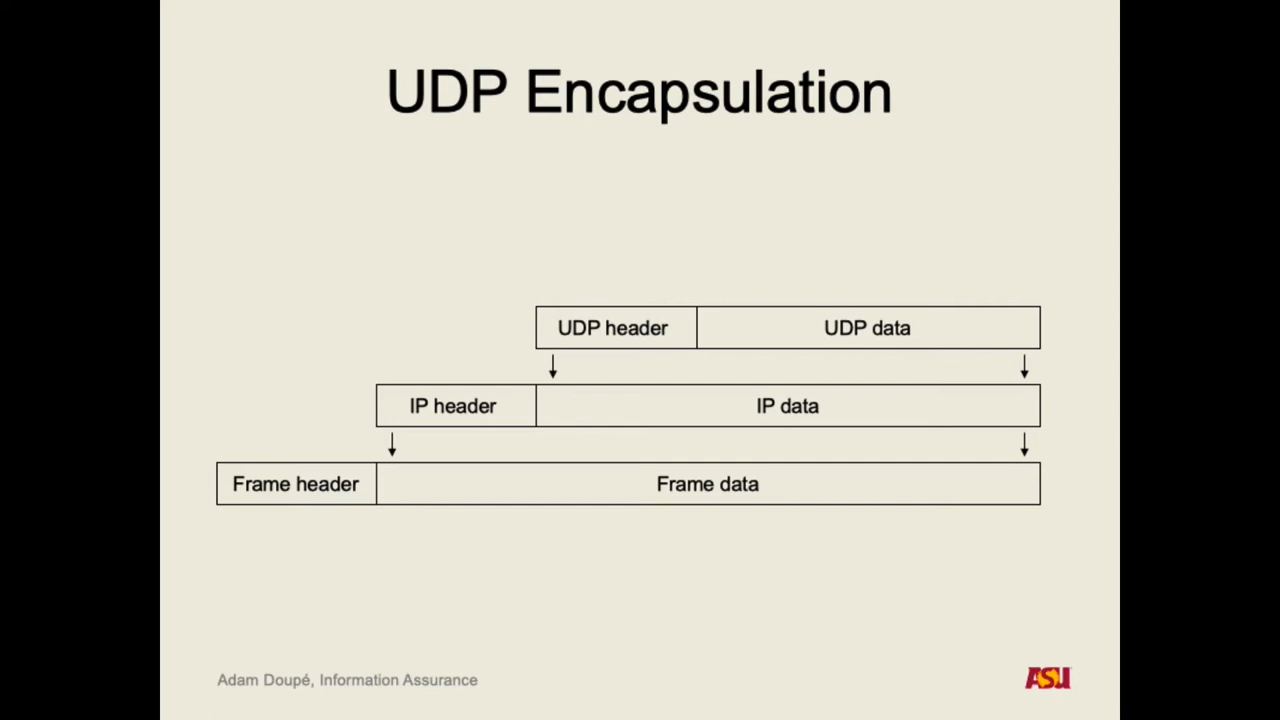 UDP Encapsulation
UDP header UDP data
IP header IP data
Frame header Frame data
Adam Doupé, Information Assurance
ASU